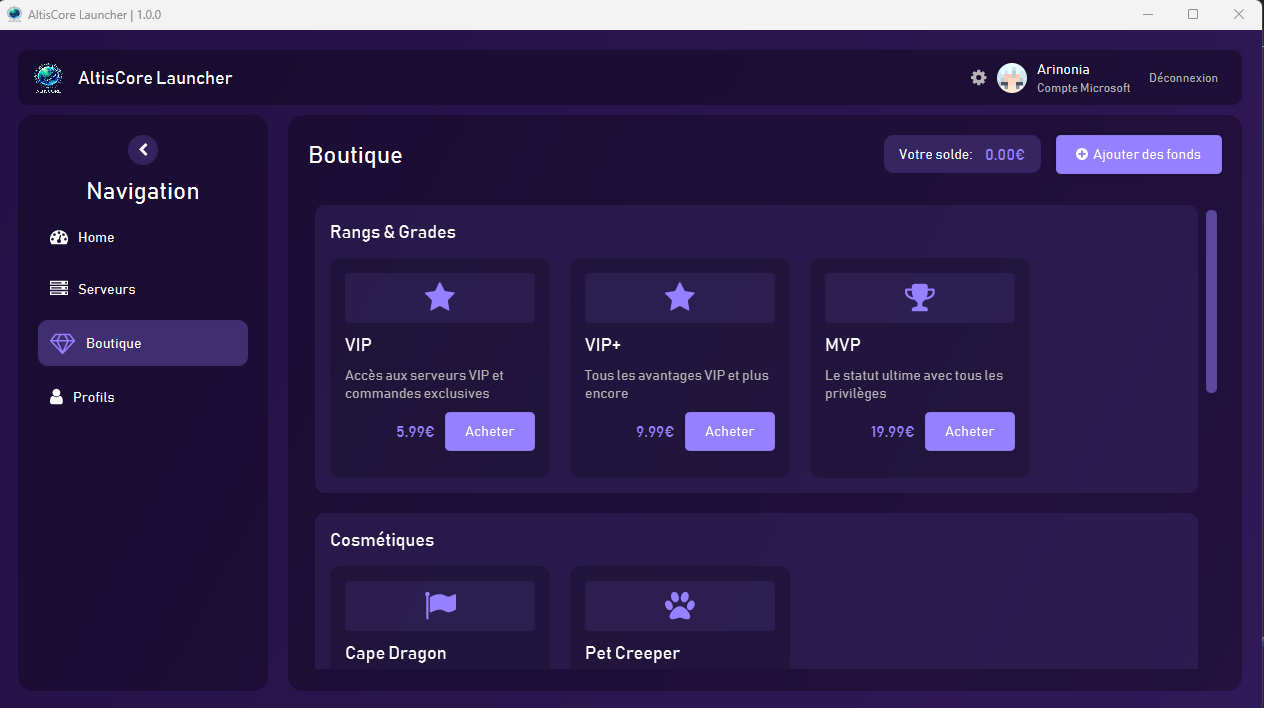 AltisCore Launcher | 1.0.0
AltisCore Launcher
Arinonia
Compte Microsoft
Déconnexion
Navigation
Home
Serveurs
Boutique
Profils
Boutique
Votre solde: 0.00€
Ajouter des fonds
Rangs & Grades
VIP
Accès aux serveurs VIP et
commandes exclusives
5.99€ Acheter
VIP+
Tous les avantages VIP et plus
encore
9.99€ Acheter
MVP
Le statut ultime avec tous les
privilèges
19.99€ Acheter
Cosmétiques
Cape Dragon
Pet Creeper